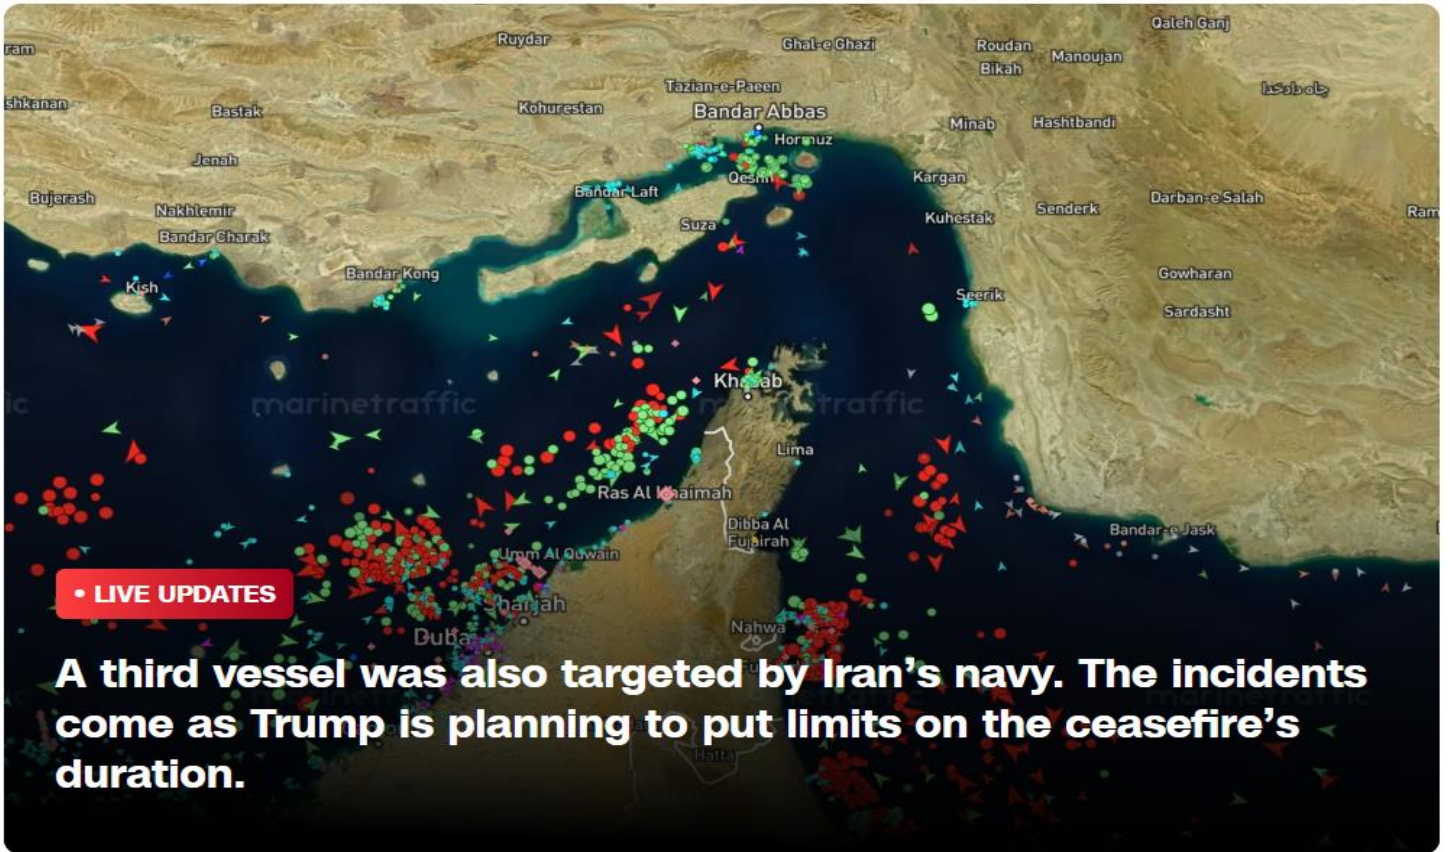 Qaleh Ganj
Ruydar
Ghal-e Ghazi
Roudan
ram
Bikah
Manoujan
Tazian-e-Paeen
shkanan
Bastak
Kohurestan
Bandar Abbas
چاه دادخدا
Minab
Hashtbandi
Hormuz
Jenah
Qeshm
Kargan
Bujerash
Bandar Laft
Darban-e Salah
Nakhlemir
Suza
Kuhestak
Senderk
Ram
Bandar Charak
Bandar Kong
Gowharan
Kish
Seerik
Sardasht
Khasab
ic
marinetraffic
traffic
Lima
Ras Al Khaimah
Dibba Al
Fujairah
Bandar-e Jask
Umm Al Quwain
• LIVE UPDATES
Sharjah
Nahwa
Duba
A third vessel was also targeted by Iran’s navy. The incidents
come as Trump is planning to put limits on the ceasefire’s
duration.
Hatta